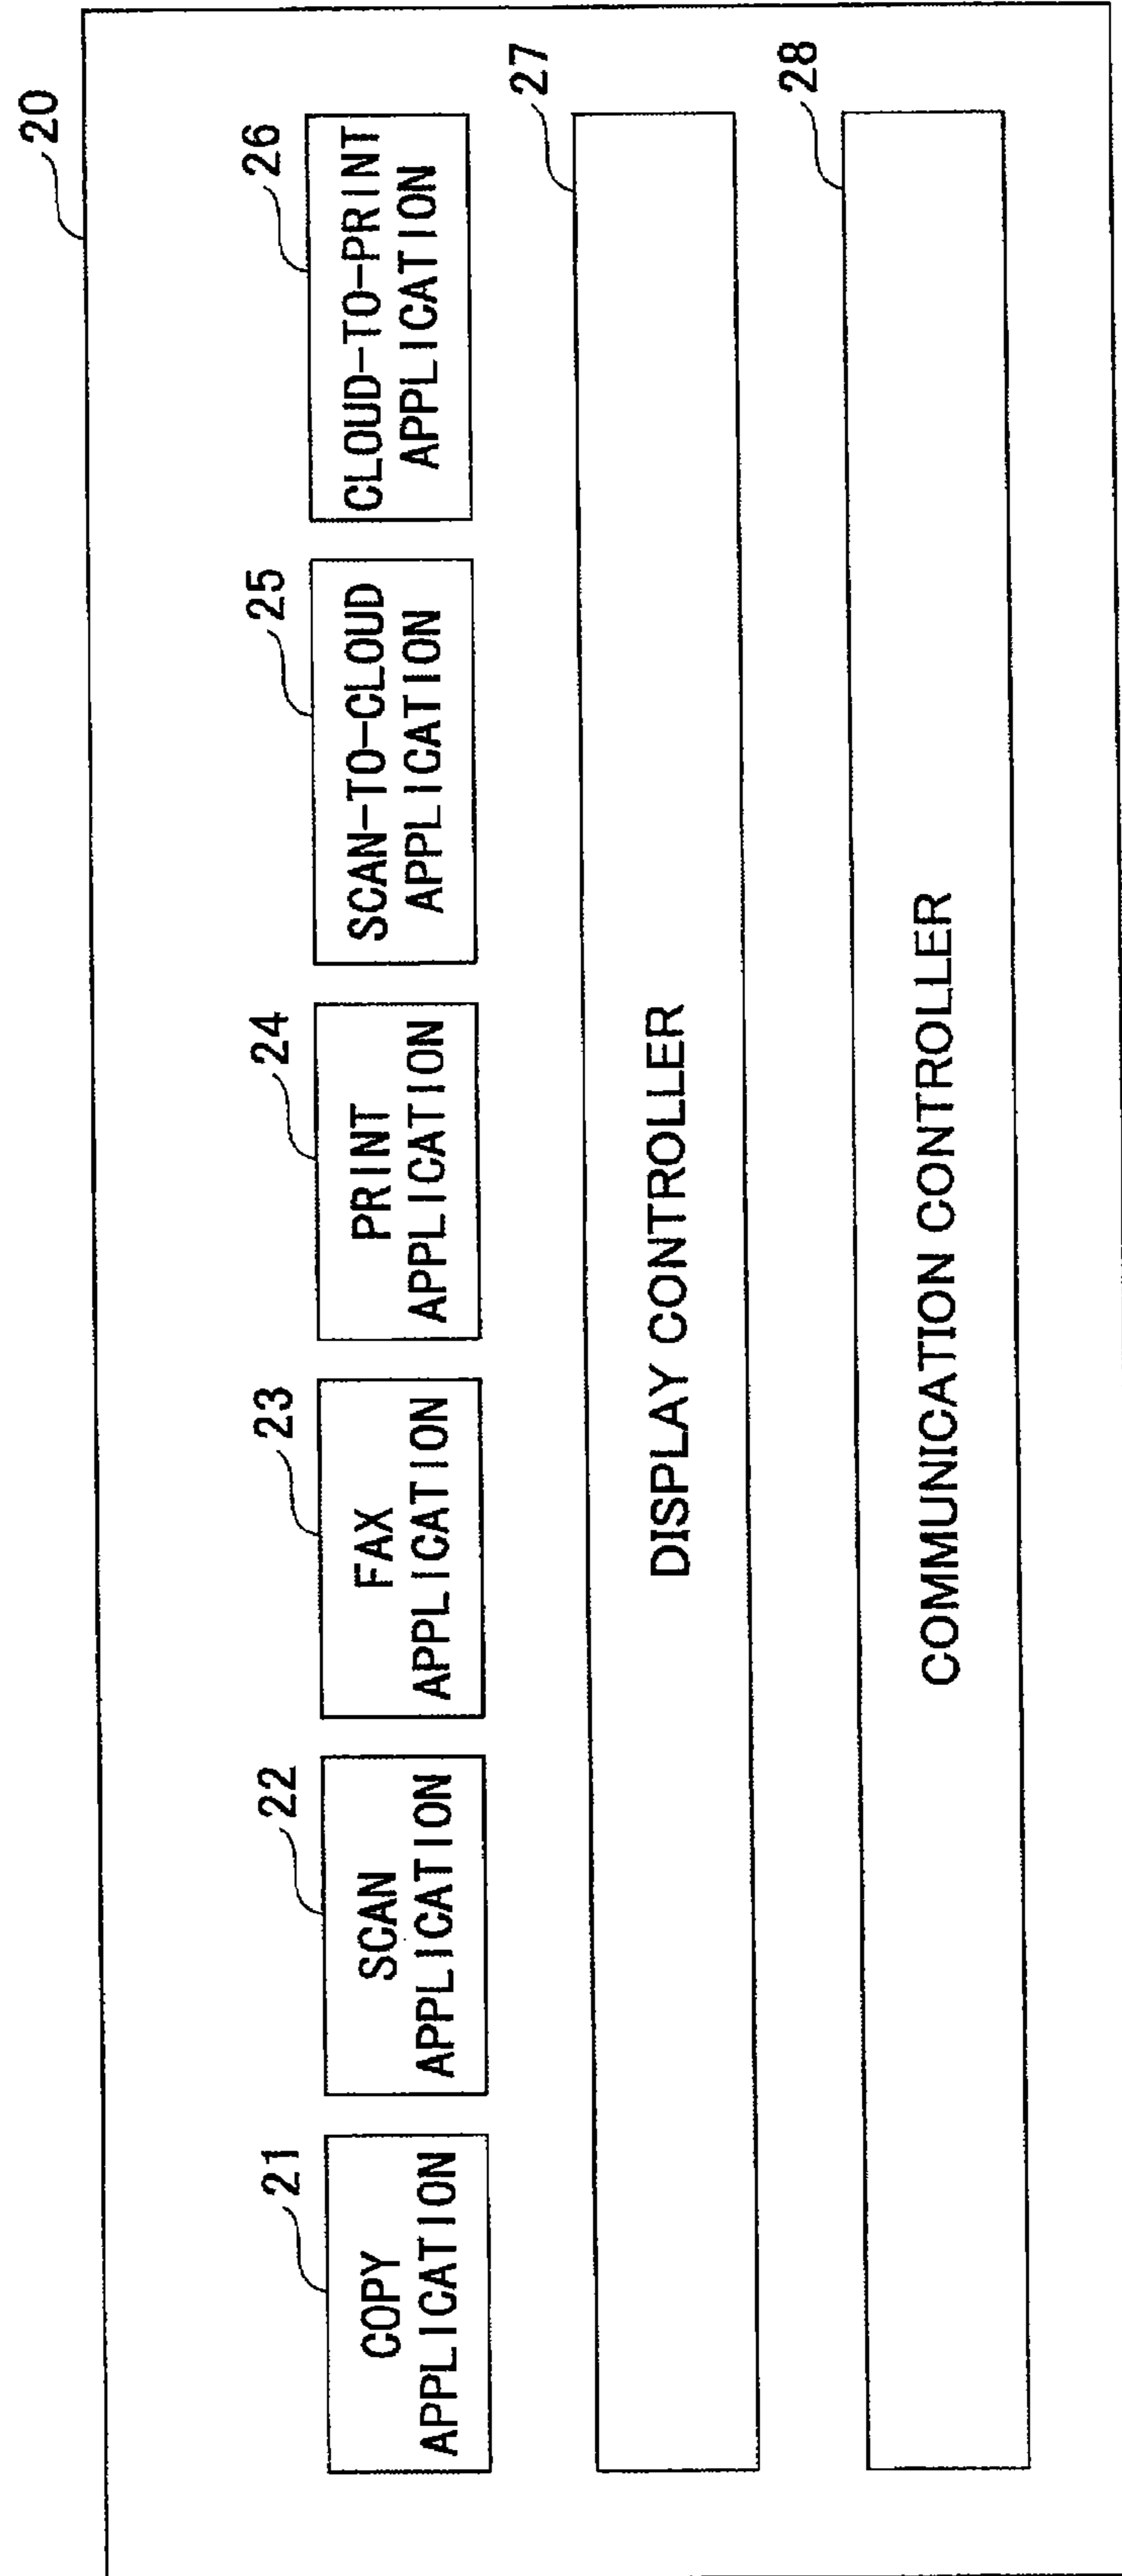 20
21
COPY
APPLICATION
22
SCAN
APPLICATION
23
FAX
APPLICATION
24
PRINT
APPLICATION
25
SCAN-TO-CLOUD
APPLICATION
26
CLOUD-TO-PRINT
APPLICATION
27
DISPLAY CONTROLLER
28
COMMUNICATION CONTROLLER